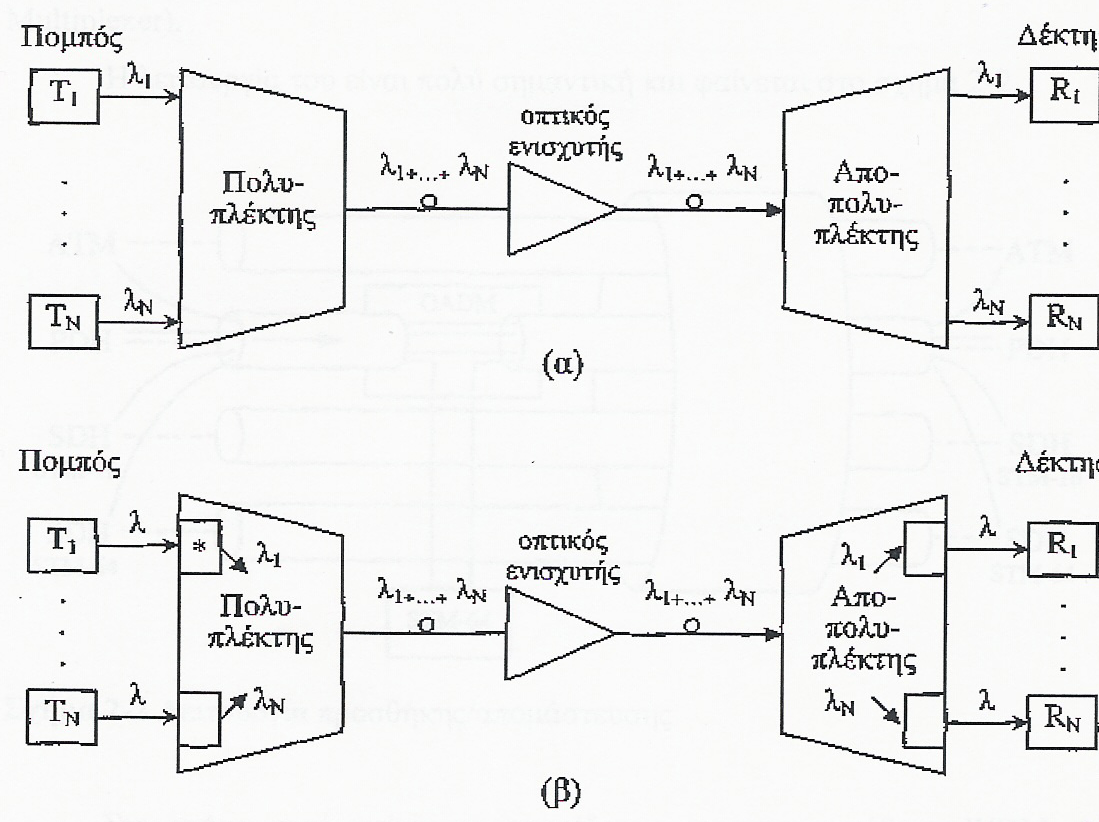 Πομπός
Δέκτη
T1
λ1
λ1
R1
οπτικός
ενισχυτής
Πολυ-
πλέκτης
λ1+...+ λN
λ1+...+ λN
Απο-
πολυ-
πλέκτης
TN
λN
λN
RN
(α)
Πομπός
Δέκτης
T1
λ
*
λ1
οπτικός
ενισχυτής
λ1
λ
R1
Πολυ-
πλέκτης
λ1+...+ λN
λ1+...+ λN
Απο-
πολυ-
πλέκτης
TN
λ
λN
λN
λ
RN
(β)